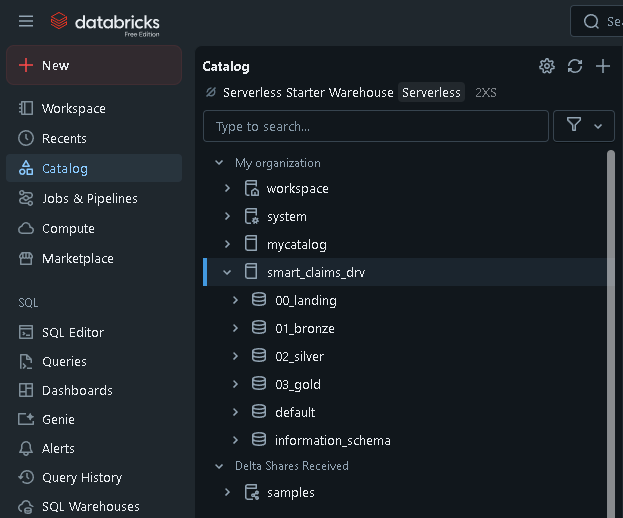 databricks
Free Edition
Sea
New
Workspace
Recents
Catalog
Jobs & Pipelines
Compute
Marketplace
SQL
SQL Editor
Queries
Dashboards
Genie
Alerts
Query History
SQL Warehouses
Catalog
Serverless Starter Warehouse Serverless 2XS
Type to search...
My organization
workspace
system
mycatalog
smart_claims_drv
00_landing
01_bronze
02_silver
03_gold
default
information_schema
Delta Shares Received
samples